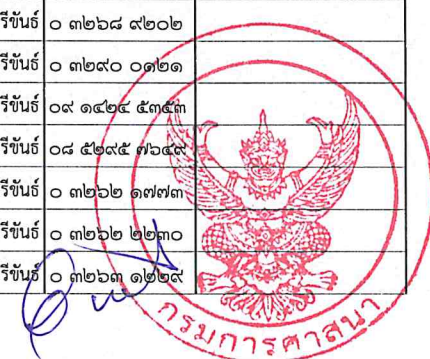 รีขันธ์ ๐ ๓๒๖๘ ๙๒๐๒
รีขันธ์ ๐ ๓๒๙๐ ๐๑๒๑
รีขันธ์ ๐๙ ๑๔๒๔ ๕๓๕๓
รีขันธ์ ๐๘ ๕๒๙๕ ๗๖๔๙
รีขันธ์ ๐ ๓๒๖๒ ๑๗๗๓
รีขันธ์ ๐ ๓๒๖๒ ๒๒๓๐
รีขันธ์ ๐ ๓๒๖๓ ๑๒๒๙
กรมการศาสนา